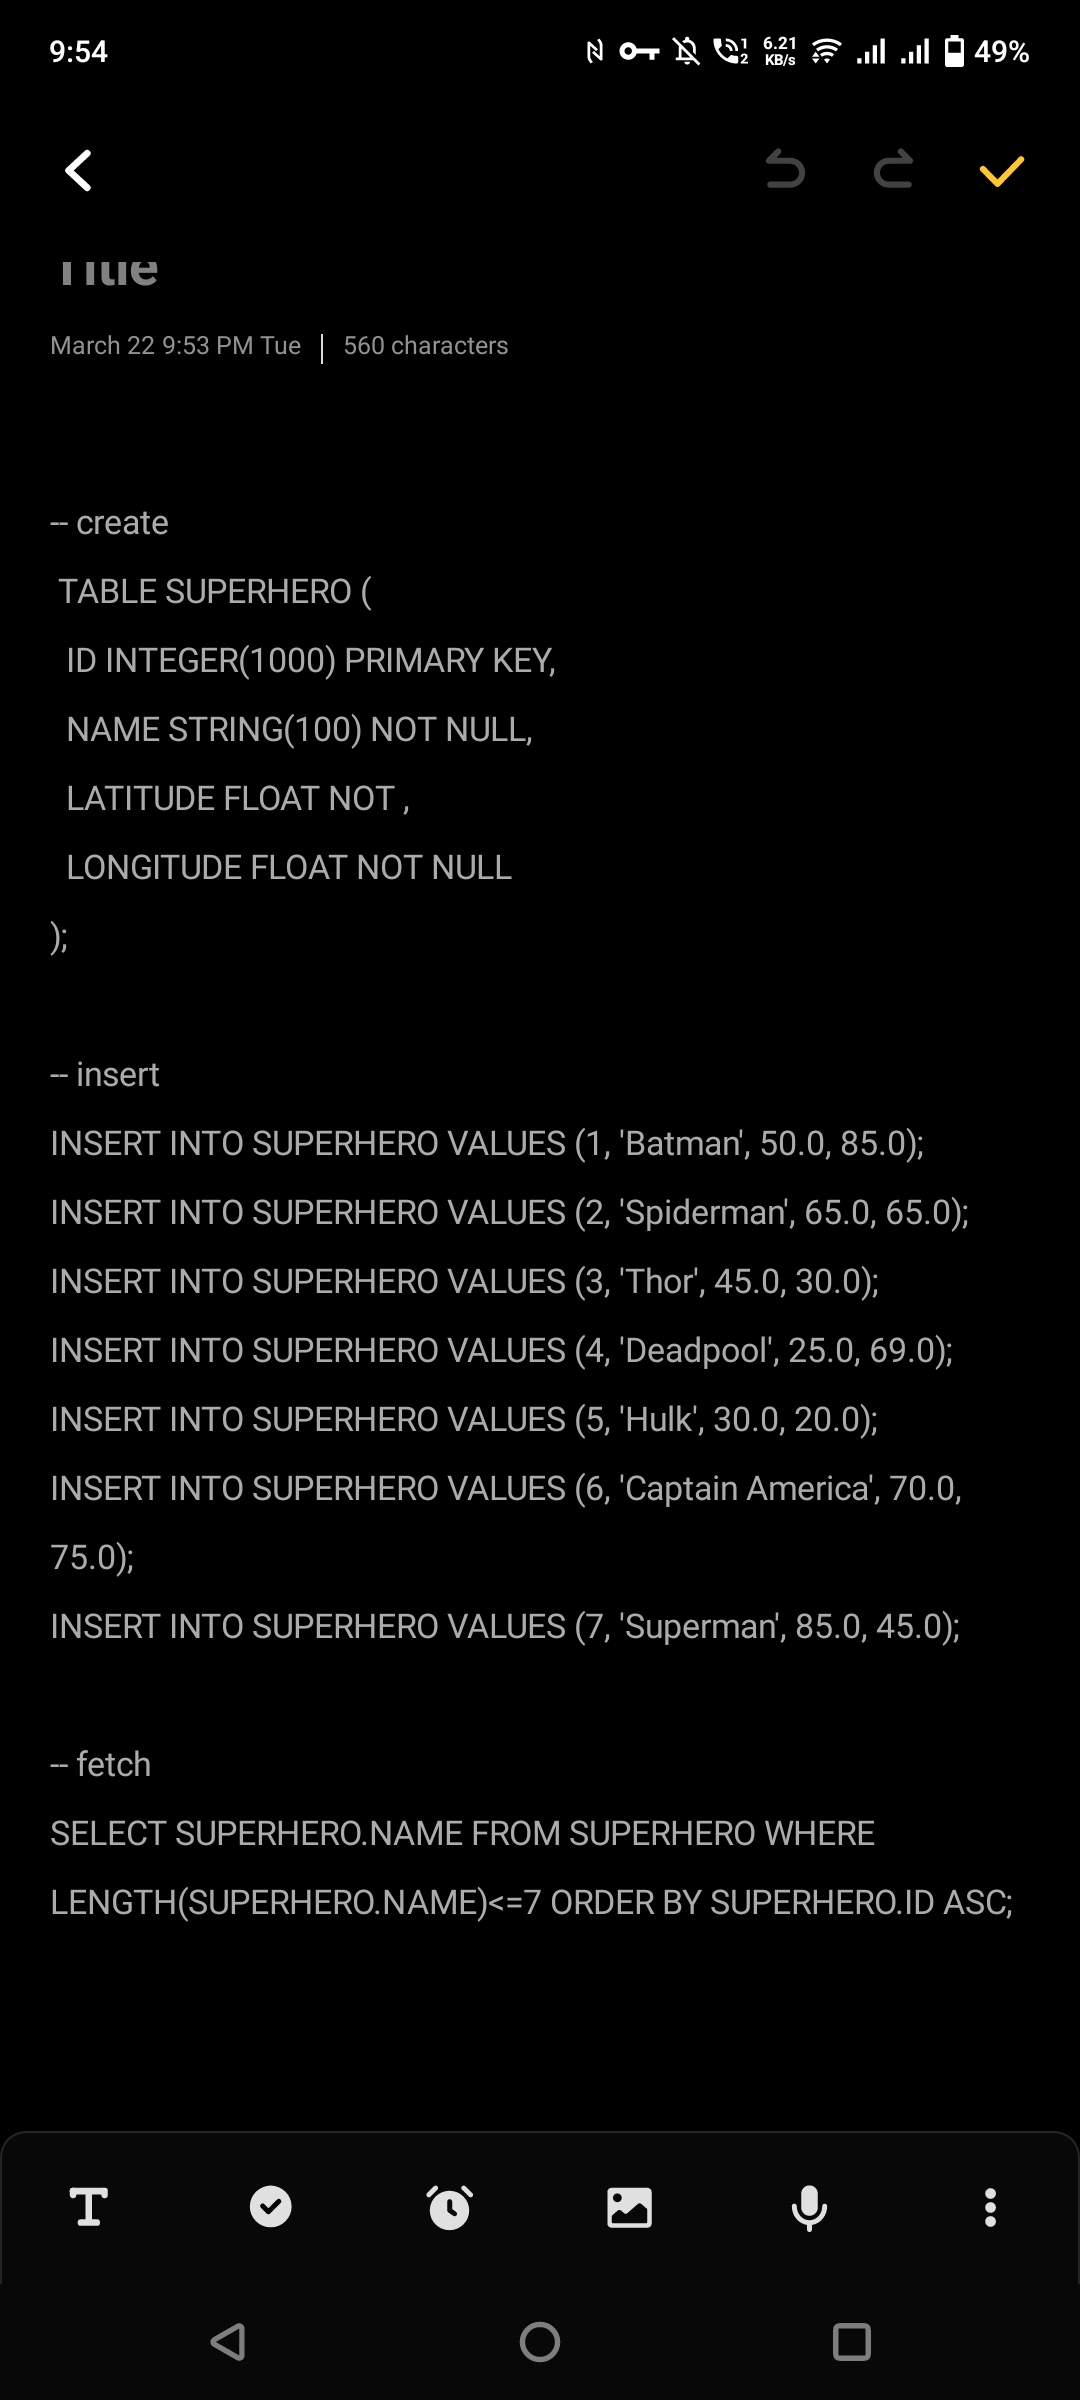 9:54
1
2
6.21
KB/s
49%
Title
March 22 9:53 PM Tue | 560 characters
-- create
TABLE SUPERHERO (
ID INTEGER(1000) PRIMARY KEY,
NAME STRING(100) NOT NULL,
LATITUDE FLOAT NOT ,
LONGITUDE FLOAT NOT NULL
);
-- insert
INSERT INTO SUPERHERO VALUES (1, 'Batman', 50.0, 85.0);
INSERT INTO SUPERHERO VALUES (2, 'Spiderman', 65.0, 65.0);
INSERT INTO SUPERHERO VALUES (3, 'Thor', 45.0, 30.0);
INSERT INTO SUPERHERO VALUES (4, 'Deadpool', 25.0, 69.0);
INSERT INTO SUPERHERO VALUES (5, 'Hulk', 30.0, 20.0);
INSERT INTO SUPERHERO VALUES (6, 'Captain America', 70.0,
75.0);
INSERT INTO SUPERHERO VALUES (7, 'Superman', 85.0, 45.0);
-- fetch
SELECT SUPERHERO.NAME FROM SUPERHERO WHERE
LENGTH(SUPERHERO.NAME)<=7 ORDER BY SUPERHERO.ID ASC;